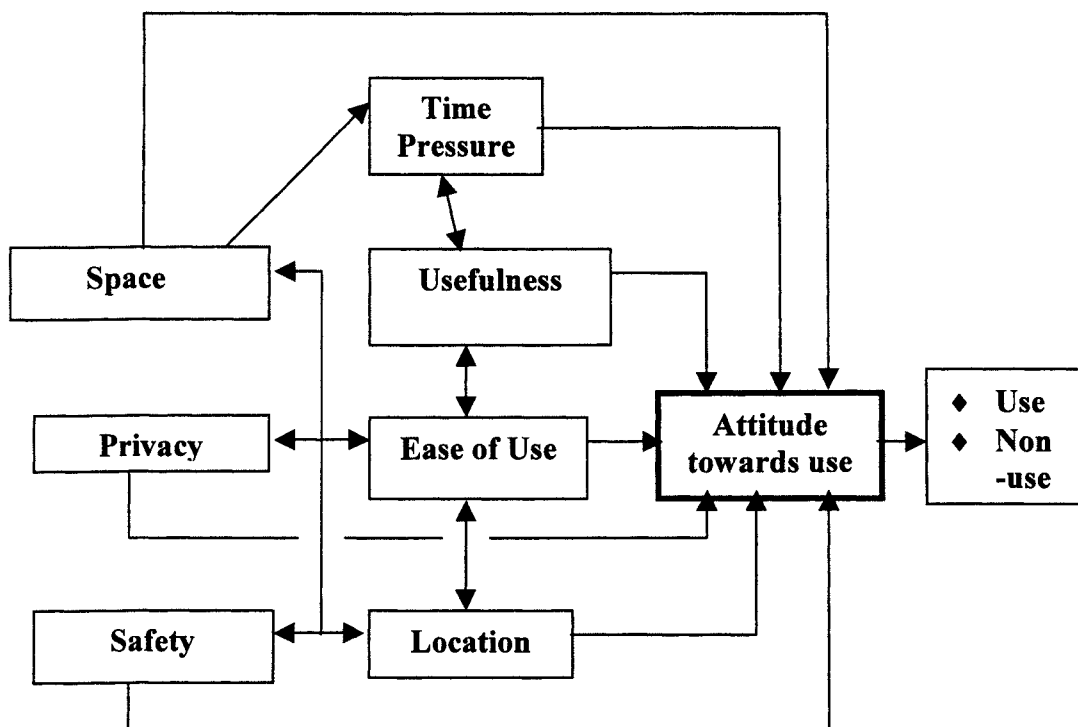 Time
Pressure
Space
Usefulness
Privacy
Ease of Use
Attitude
towards use
♦ Use
♦ Non
-use
Safety
Location